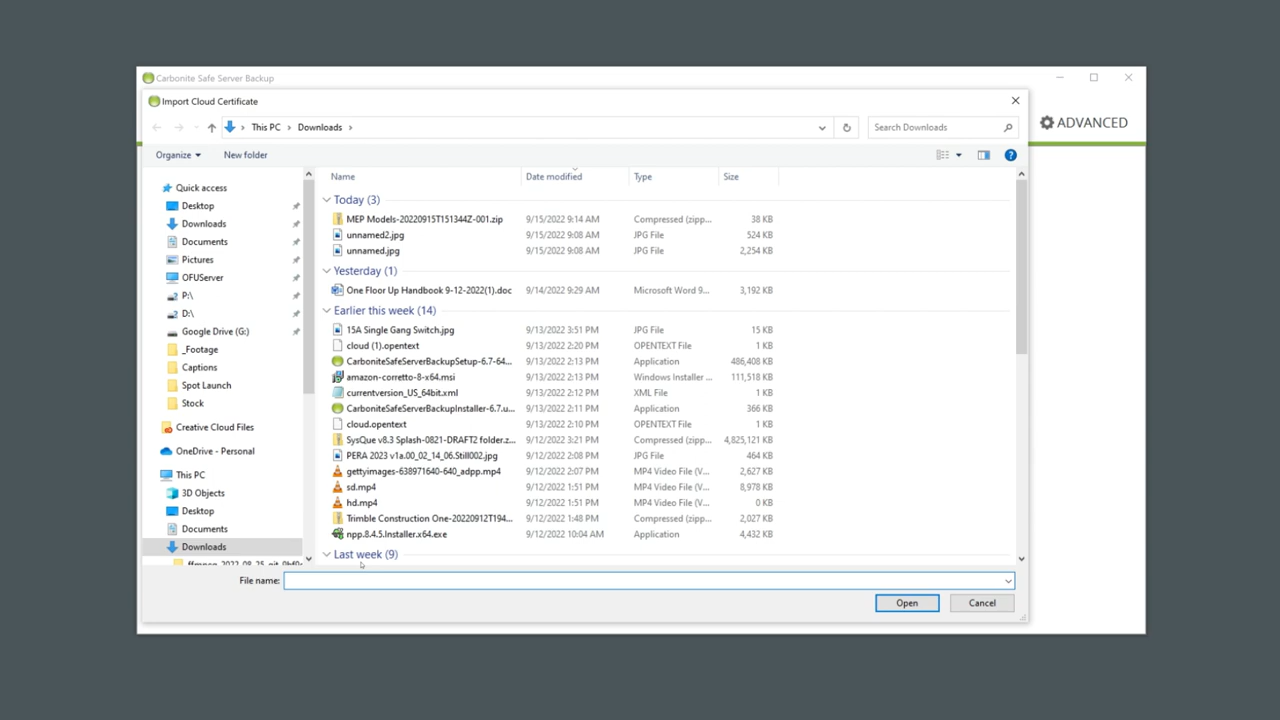 Carbonite Safe Server Backup
Import Cloud Certificate
This PC > Downloads >
Search Downloads
ADVANCED
Organize
New folder
Name Date modified Type Size
Quick access
Desktop
Downloads
Documents
Pictures
OFUServer
P:\
D:\
Google Drive (G:)
_Footage
Captions
Spot Launch
Stock
Creative Cloud Files
OneDrive - Personal
This PC
3D Objects
Desktop
Documents
Downloads
Today (3)
MEP Models-20220915T151344Z-001.zip 9/15/2022 9:14 AM Compressed (zipp... 38 KB
unnamed2.jpg 9/15/2022 9:08 AM JPG File 524 KB
unnamed.jpg 9/15/2022 9:08 AM JPG File 2,254 KB
Yesterday (1)
One Floor Up Handbook 9-12-2022(1).doc 9/14/2022 9:29 AM Microsoft Word 9... 3,192 KB
Earlier this week (14)
15A Single Gang Switch.jpg 9/13/2022 3:51 PM JPG File 15 KB
cloud (1).opentext 9/13/2022 2:20 PM OPENTEXT File 1 KB
CarboniteSafeServerBackupSetup-6.7-64... 9/13/2022 2:13 PM Application 486,408 KB
amazon-corretto-8-x64.msi 9/13/2022 2:13 PM Windows Installer ... 111,518 KB
currentversion_US_64bit.xml 9/13/2022 2:12 PM XML File 1 KB
CarboniteSafeServerBackupInstaller-6.7.u... 9/13/2022 2:11 PM Application 366 KB
cloud.opentext 9/13/2022 2:10 PM OPENTEXT File 1 KB
SysQue v8.3 Splash-0821-DRAFT2 folder.z... 9/12/2022 3:21 PM Compressed (zipp... 4,825,121 KB
PERA 2023 v1a.00_02_14_06.Still002.jpg 9/12/2022 2:08 PM JPG File 464 KB
gettyimages-638971640-640_adpp.mp4 9/12/2022 2:07 PM MP4 Video File (V... 2,627 KB
sd.mp4 9/12/2022 1:51 PM MP4 Video File (V... 8,978 KB
hd.mp4 9/12/2022 1:51 PM MP4 Video File (V... 0 KB
Trimble Construction One-20220912T194... 9/12/2022 1:48 PM Compressed (zipp... 2,027 KB
npp.8.4.5.Installer.x64.exe 9/12/2022 10:04 AM Application 4,432 KB
Last week (9)
File name:
Open
Cancel